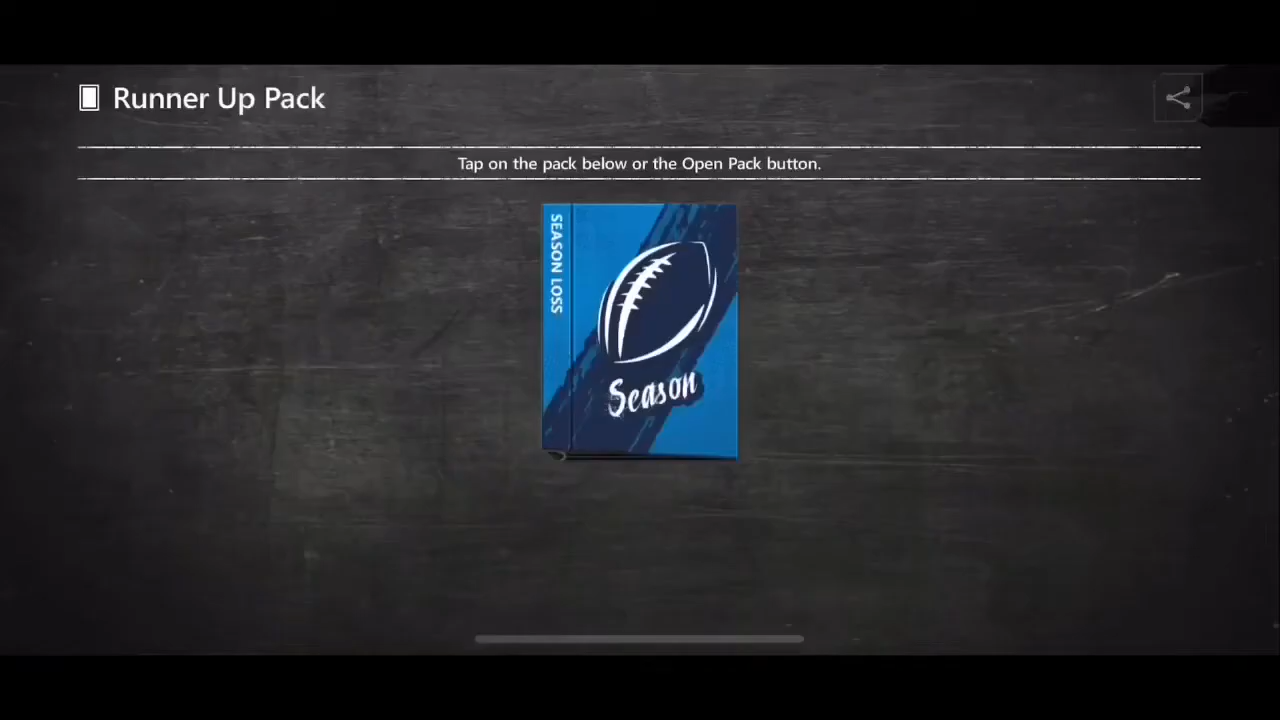 Runner Up Pack
Tap on the pack below or the Open Pack button.
SEASON LOSS
Season